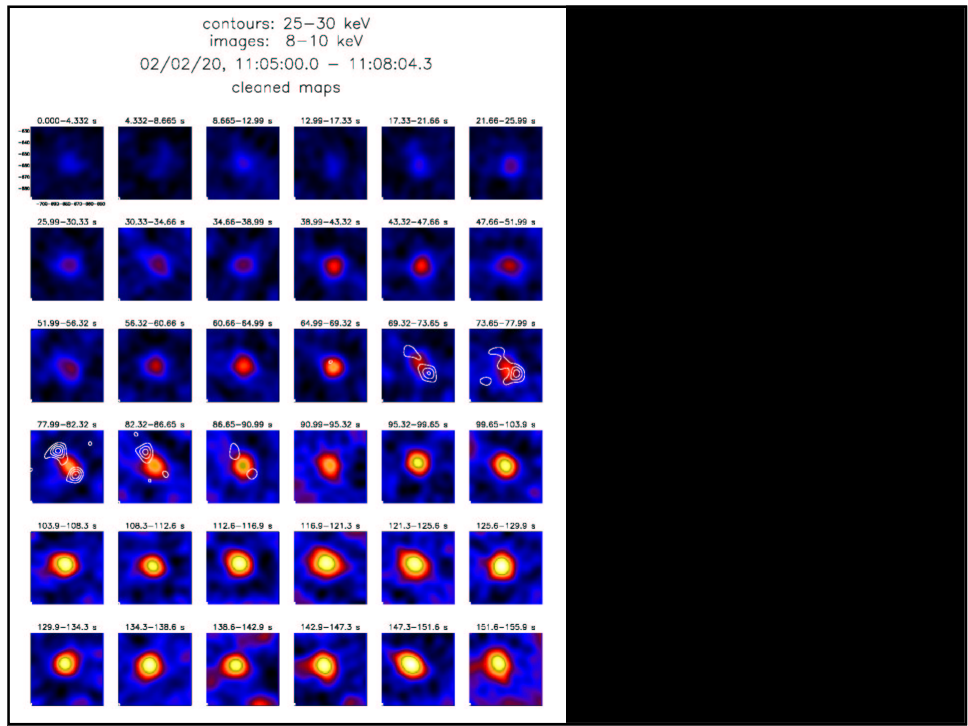 contours: 25-30 keV
images: 8-10 keV
02/02/20, 11:05:00.0 - 11:08:04.3
cleaned maps
0.000-4.332 s 4.332-8.665 s 8.665-12.99 s 12.99-17.33 s 17.33-21.66 s 21.66-25.99 s
25.99-30.33 s 30.33-34.66 s 34.66-38.99 s 38.99-43.32 s 43.32-47.66 s 47.66-51.99 s
51.99-56.32 s 56.32-60.66 s 60.66-64.99 s 64.99-69.32 s 69.32-73.65 s 73.65-77.99 s
77.99-82.32 s 82.32-86.65 s 86.65-90.99 s 90.99-95.32 s 95.32-99.65 s 99.65-103.9 s
103.9-108.3 s 108.3-112.6 s 112.6-116.9 s 116.9-121.3 s 121.3-125.6 s 125.6-129.9 s
129.9-134.3 s 134.3-138.6 s 138.6-142.9 s 142.9-147.3 s 147.3-151.6 s 151.6-155.9 s